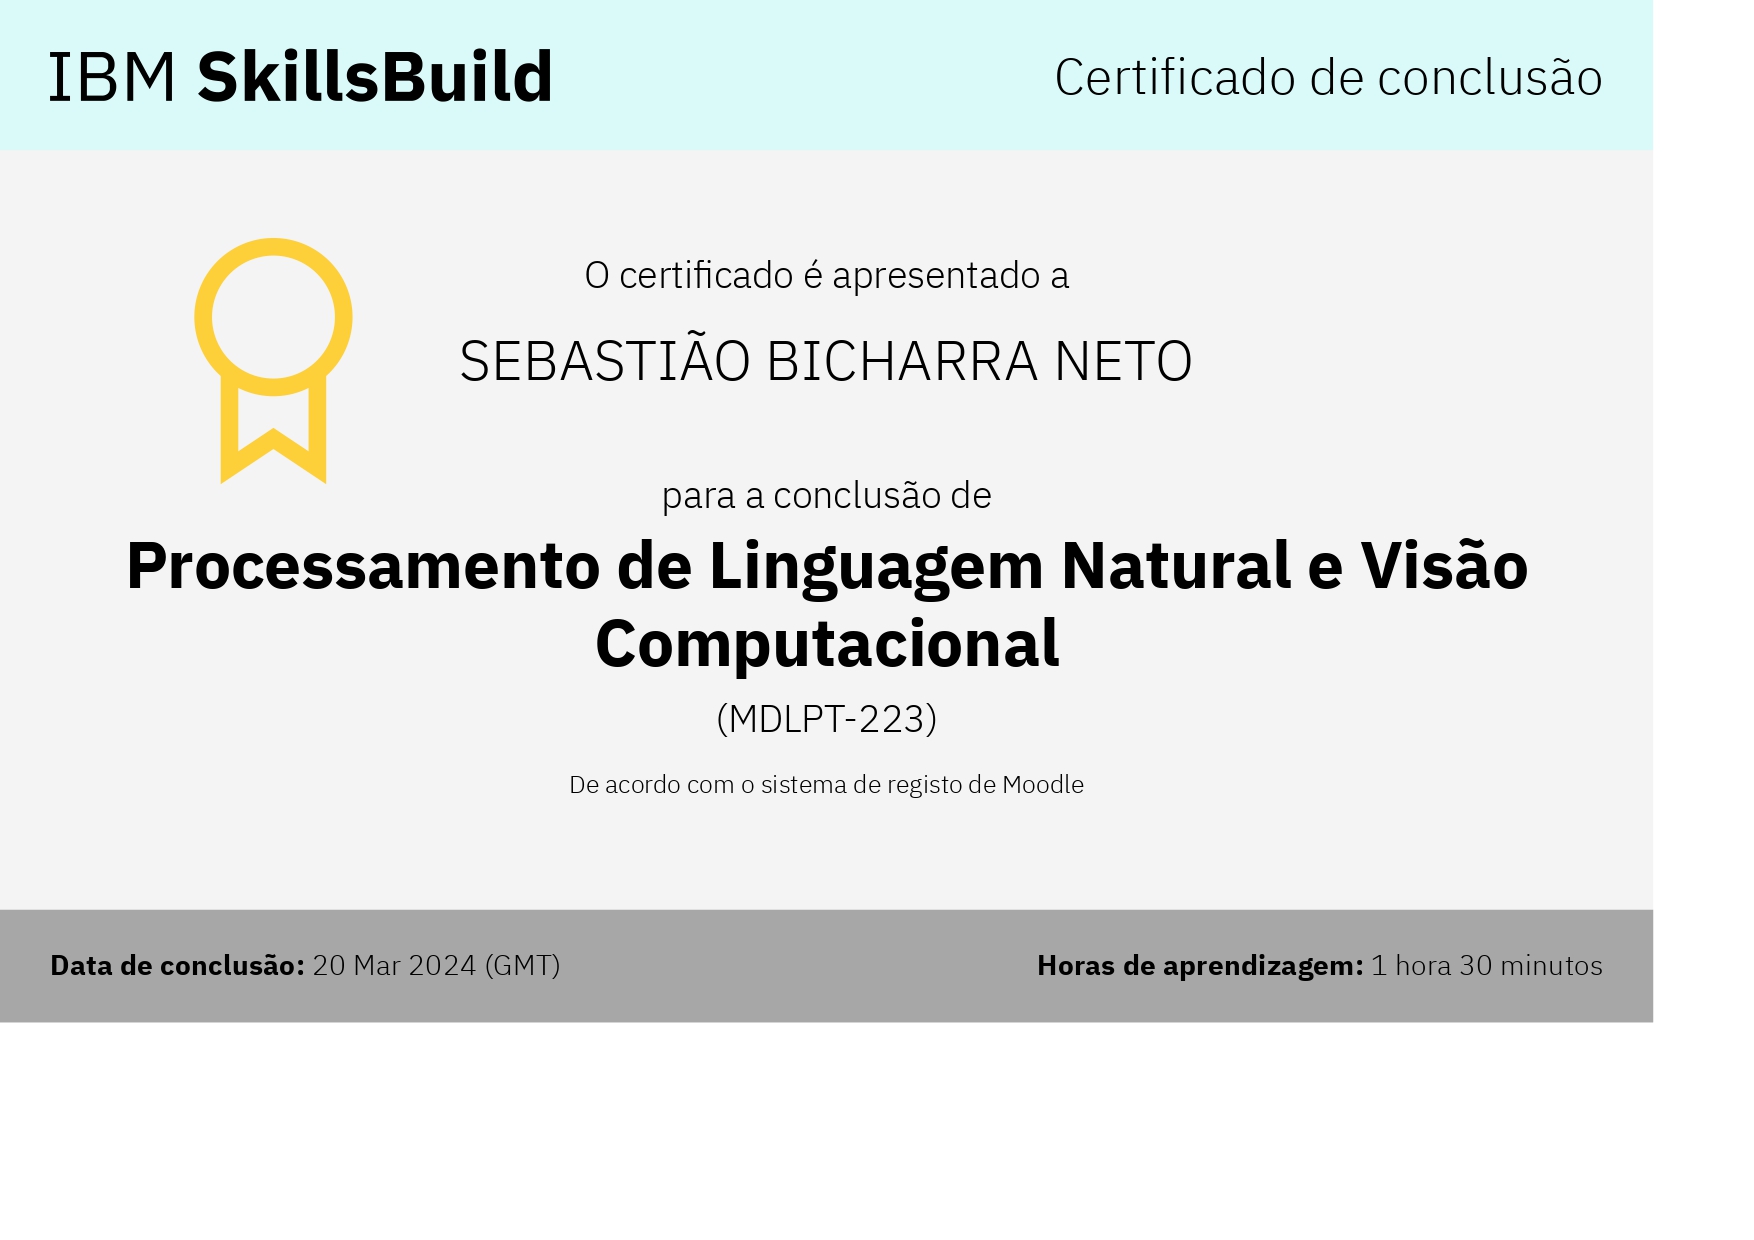 IBM SkillsBuild
Certificado de conclusão
O certificado é apresentado a
SEBASTIÃO BICHARRA NETO
para a conclusão de
Processamento de Linguagem Natural e Visão
Computacional
(MDLPT-223)
De acordo com o sistema de registo de Moodle
Data de conclusão: 20 Mar 2024 (GMT)
Horas de aprendizagem: 1 hora 30 minutos